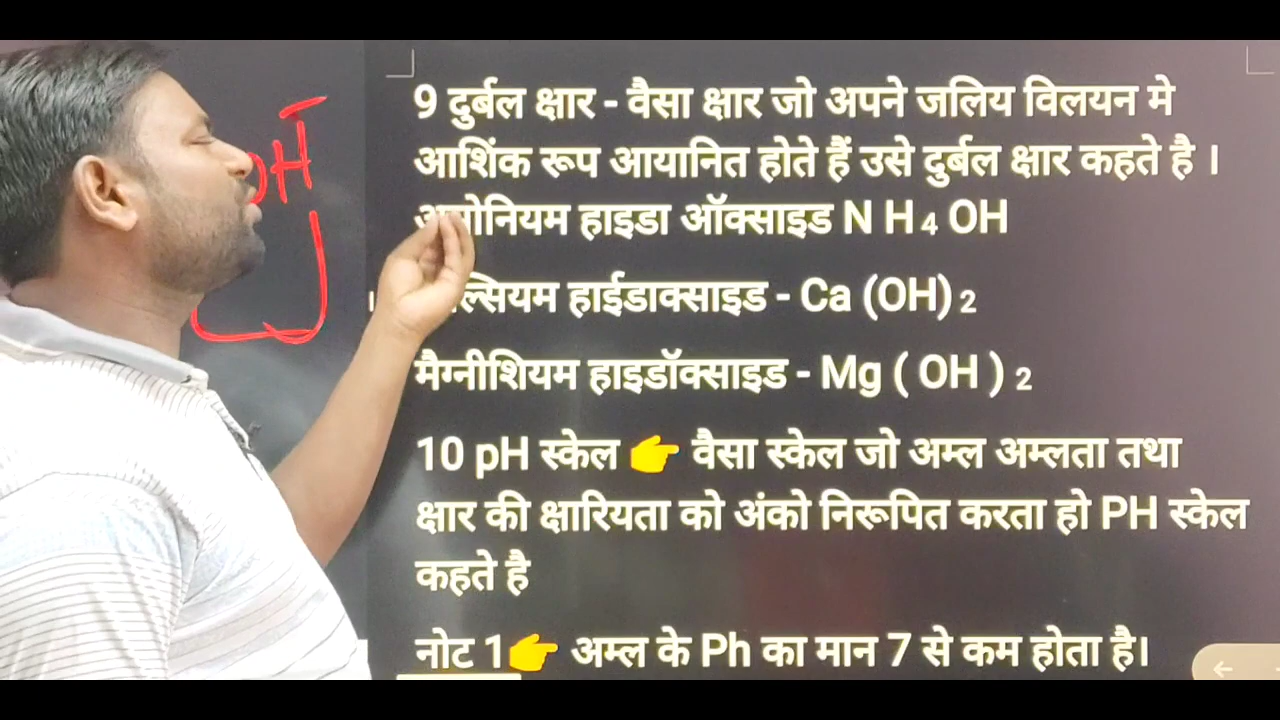 OH
9 दुर्बल क्षार - वैसा क्षार जो अपने जलिय विलयन मे
आशिंक रूप आयानित होते हैं उसे दुर्बल क्षार कहते है ।
हाइडा ऑक्साइड N H4 OH
हाईडाक्साइड - Ca (OH) 2
मैग्नीशियम हाइडॉक्साइड - Mg ( OH ) 2
10 pH स्केल 👉 वैसा स्केल जो अम्ल अम्लता तथा
क्षार की क्षारियता को अंको निरूपित करता हो PH स्केल
कहते है
नोट 1👉 अम्ल के Ph का मान 7 से कम होता है।